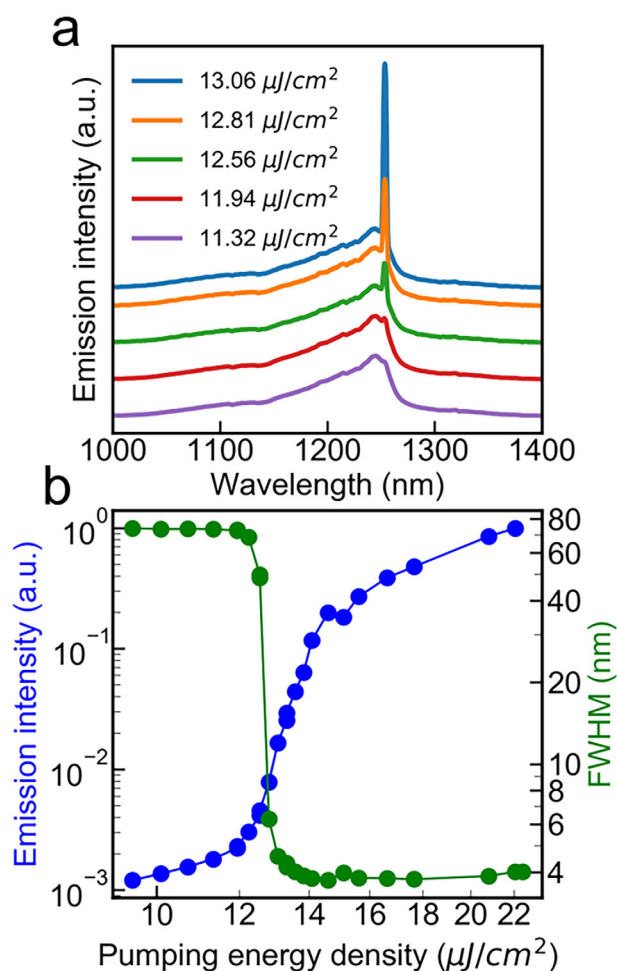 a
Emission intensity (a.u.)
13.06 μJ/cm²
12.81 μJ/cm²
12.56 μJ/cm²
11.94 μJ/cm²
11.32 μJ/cm²
1000 1100 1200 1300 1400
Wavelength (nm)
b
Emission intensity (a.u.)
10⁰
10⁻¹
10⁻²
10⁻³
80
60
40
20
10
8
6
4
FWHM (nm)
10 12 14 16 18 20 22
Pumping energy density (μJ/cm²)